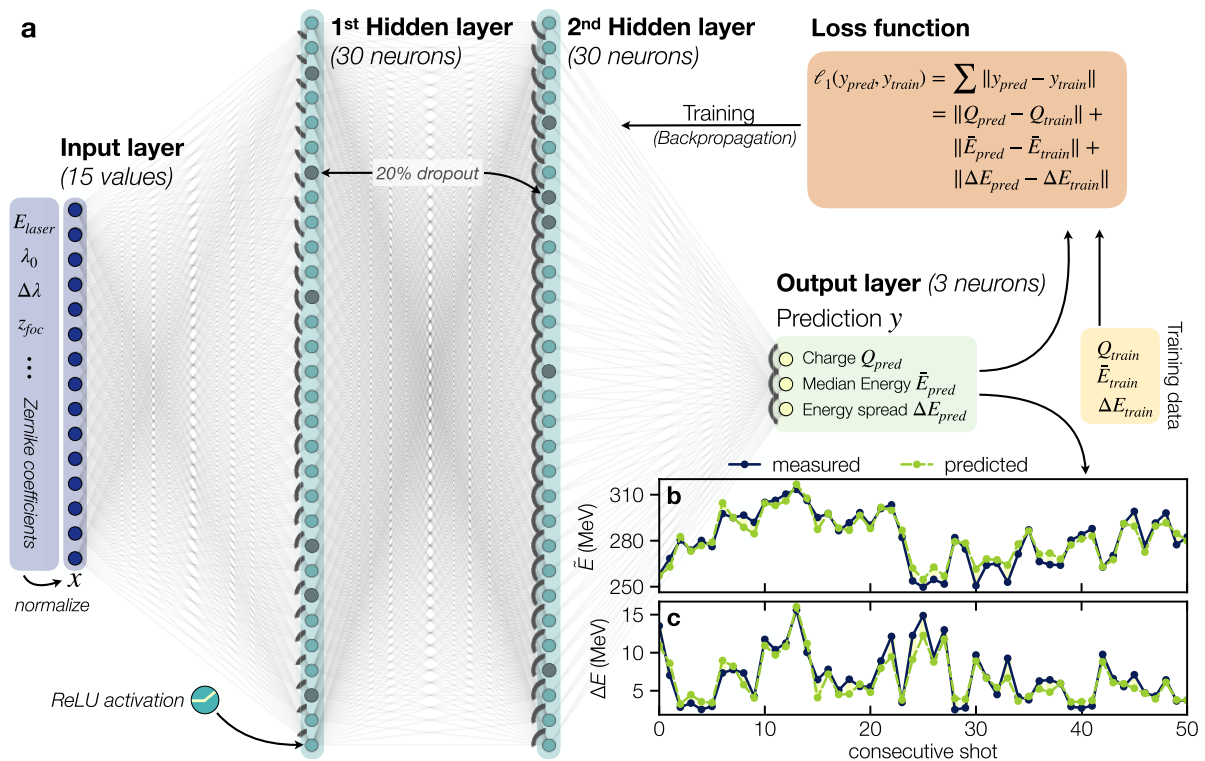 a
1st Hidden layer
(30 neurons)
2nd Hidden layer
(30 neurons)
Loss function
ℓ1(ypred, ytrain) = ∑ ||ypred − ytrain||
= ||Qpred − Qtrain|| +
||Ēpred − Ētrain|| +
||ΔEpred − ΔEtrain||
Training
(Backpropagation)
Input layer
(15 values)
20% dropout
Elaser
λ0
Δλ
zfoc
...
Zernike coefficients
x
normalize
ReLU activation
Output layer (3 neurons)
Prediction y
Charge Qpred
Median Energy Ēpred
Energy spread ΔEpred
Qtrain
Ētrain
ΔEtrain
Training data
measured
predicted
b
310
280
250
Ẽ (MeV)
c
15
10
5
ΔE (MeV)
0 10 20 30 40 50
consecutive shot